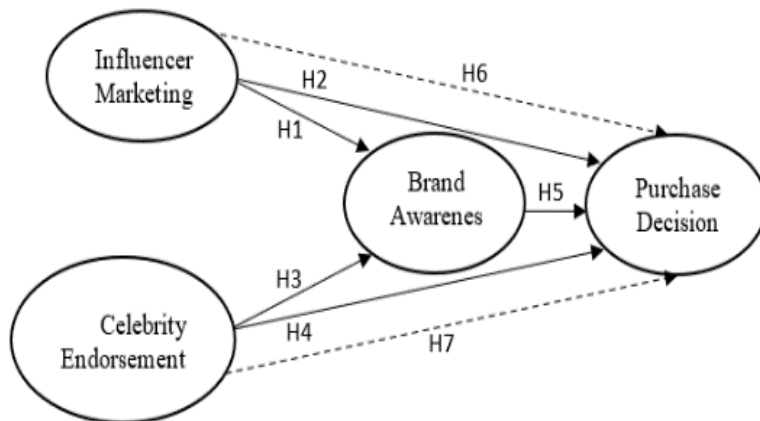 Influencer
Marketing
H6
H2
H1
Brand
Awarenes
H5
Purchase
Decision
H3
H4
Celebrity
Endorsement
H7